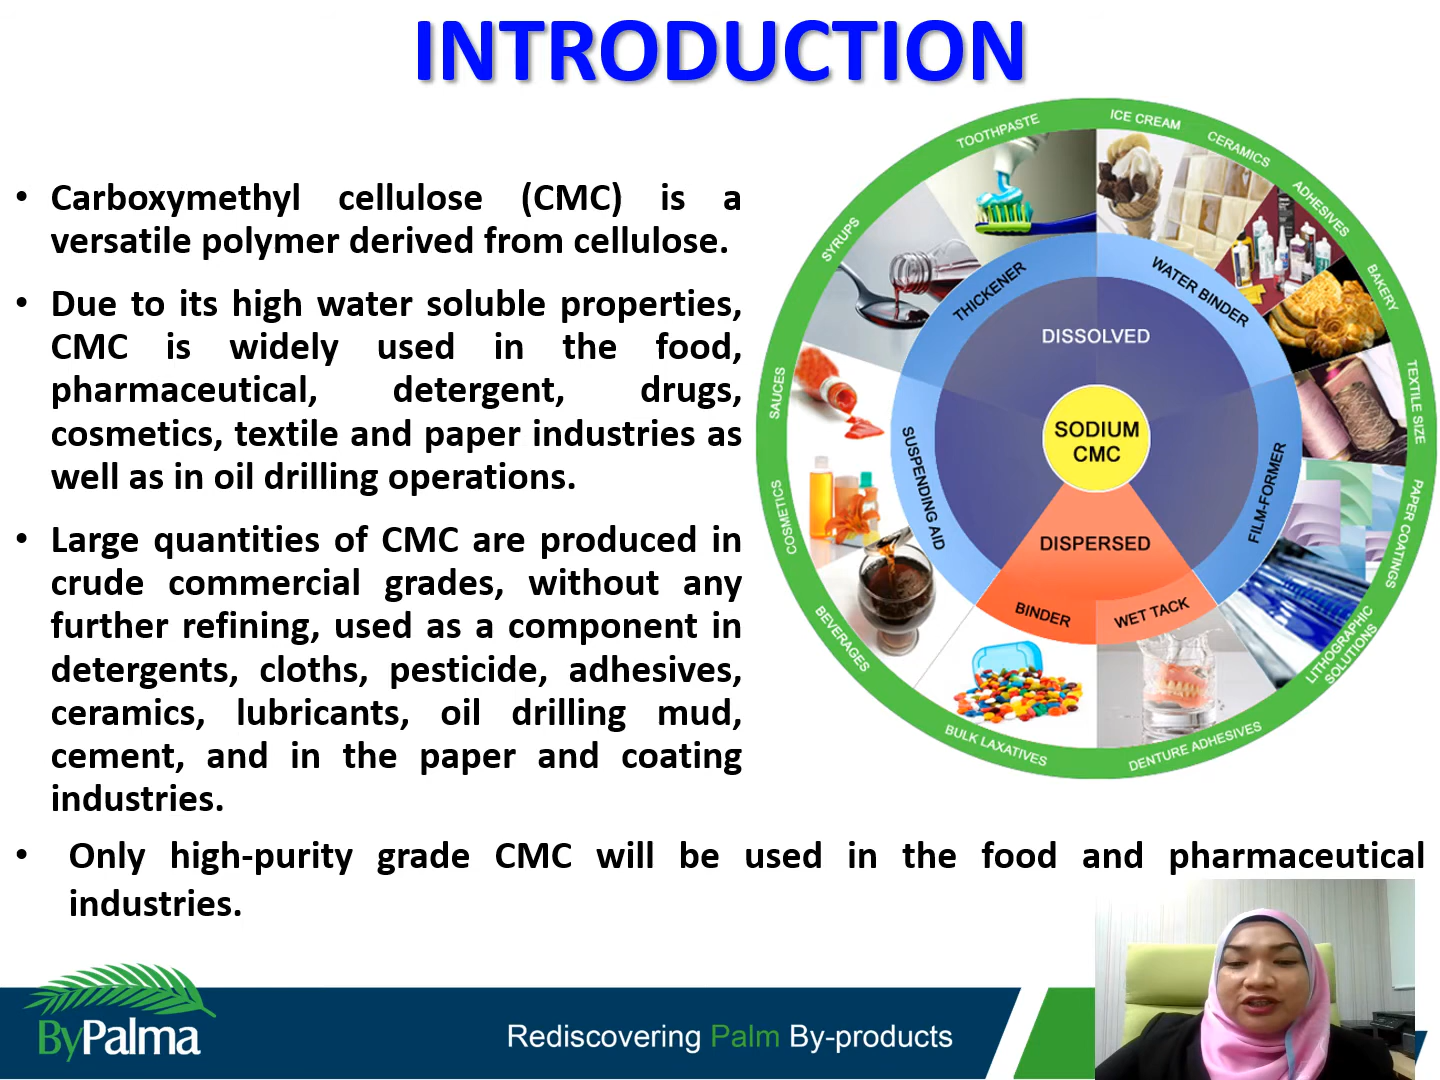 INTRODUCTION
• Carboxymethyl cellulose (CMC) is a
versatile polymer derived from cellulose.
• Due to its high water soluble properties,
CMC is widely used in the food,
pharmaceutical, detergent, drugs,
cosmetics, textile and paper industries as
well as in oil drilling operations.
• Large quantities of CMC are produced in
crude commercial grades, without any
further refining, used as a component in
detergents, cloths, pesticide, adhesives,
ceramics, lubricants, oil drilling mud,
cement, and in the paper and coating
industries.
• Only high-purity grade CMC will be used in the food and pharmaceutical
industries.
TOOTHPASTE
ICE CREAM
CERAMICS
ADHESIVES
BAKERY
TEXTILE SIZE
PAPER COATINGS
LITHOGRAPHIC
SOLUTIONS
DENTURE ADHESIVES
BULK LAXATIVES
BEVERAGES
COSMETICS
SAUCES
SYRUPS
THICKENER
WATER BINDER
FILM-FORMER
WET TACK
BINDER
SUSPENDING AID
DISSOLVED
SODIUM
CMC
DISPERSED
ByPalma
Rediscovering Palm By-products